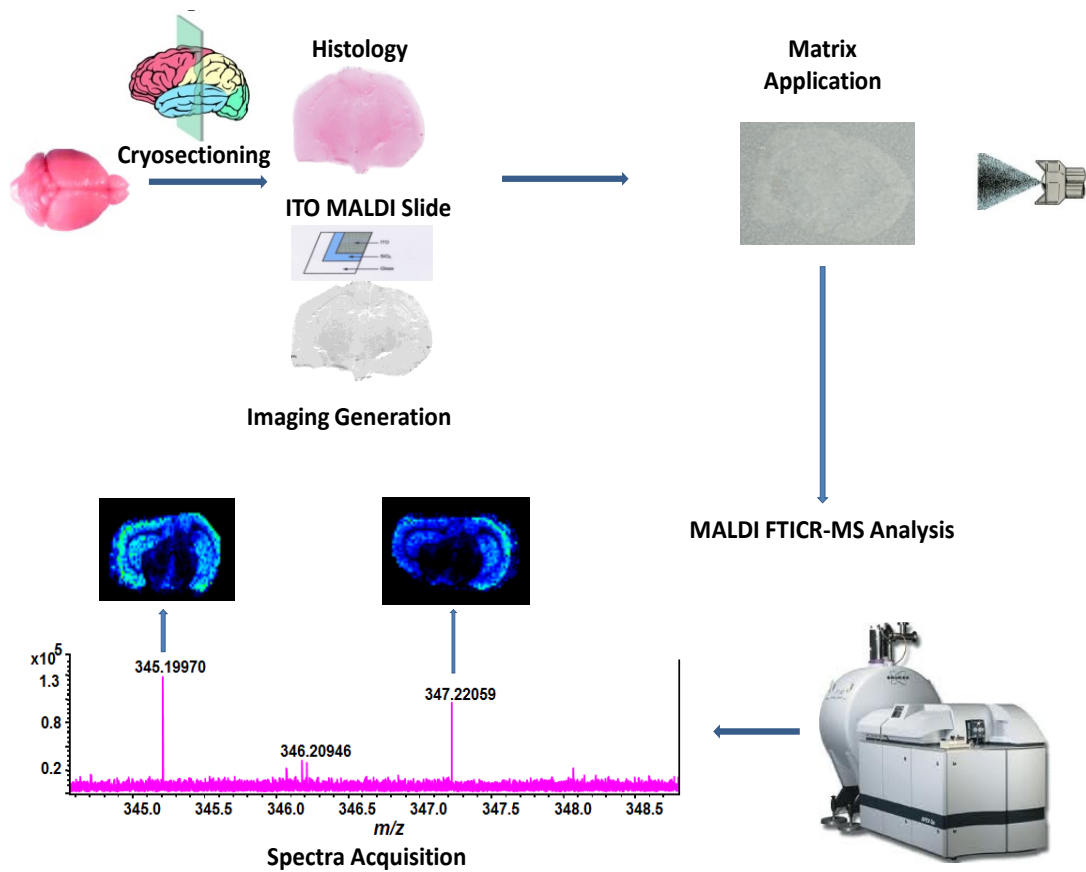 Histology
Matrix
Application
Cryosectioning
ITO MALDI Slide
ITO
SiO₂
Glass
Imaging Generation
MALDI FTICR-MS Analysis
x10⁵
1.3
0.8
0.2
345.19970
346.20946
347.22059
345.0 345.5 346.0 346.5 347.0 347.5 348.0 348.5
m/z
Spectra Acquisition
BRUKER